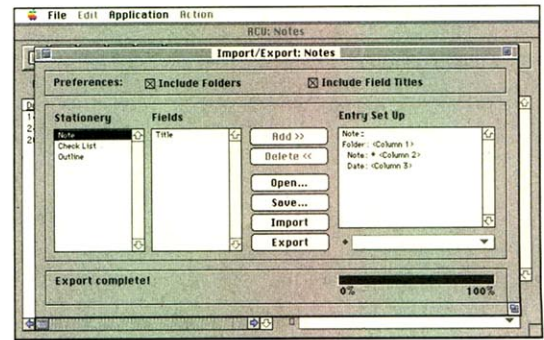 File Edit Application Action
ACU: Notes
Import/Export: Notes
Preferences: Include Folders Include Field Titles
Stationery Fields Entry Set Up
Note
Check List
Outline
Title
Add >>
Delete <<
Open...
Save...
Import
Export
Note:
Folder: <Column 1>
Note: * <Column 2>
Date: <Column 3>
Export complete!
0% 100%